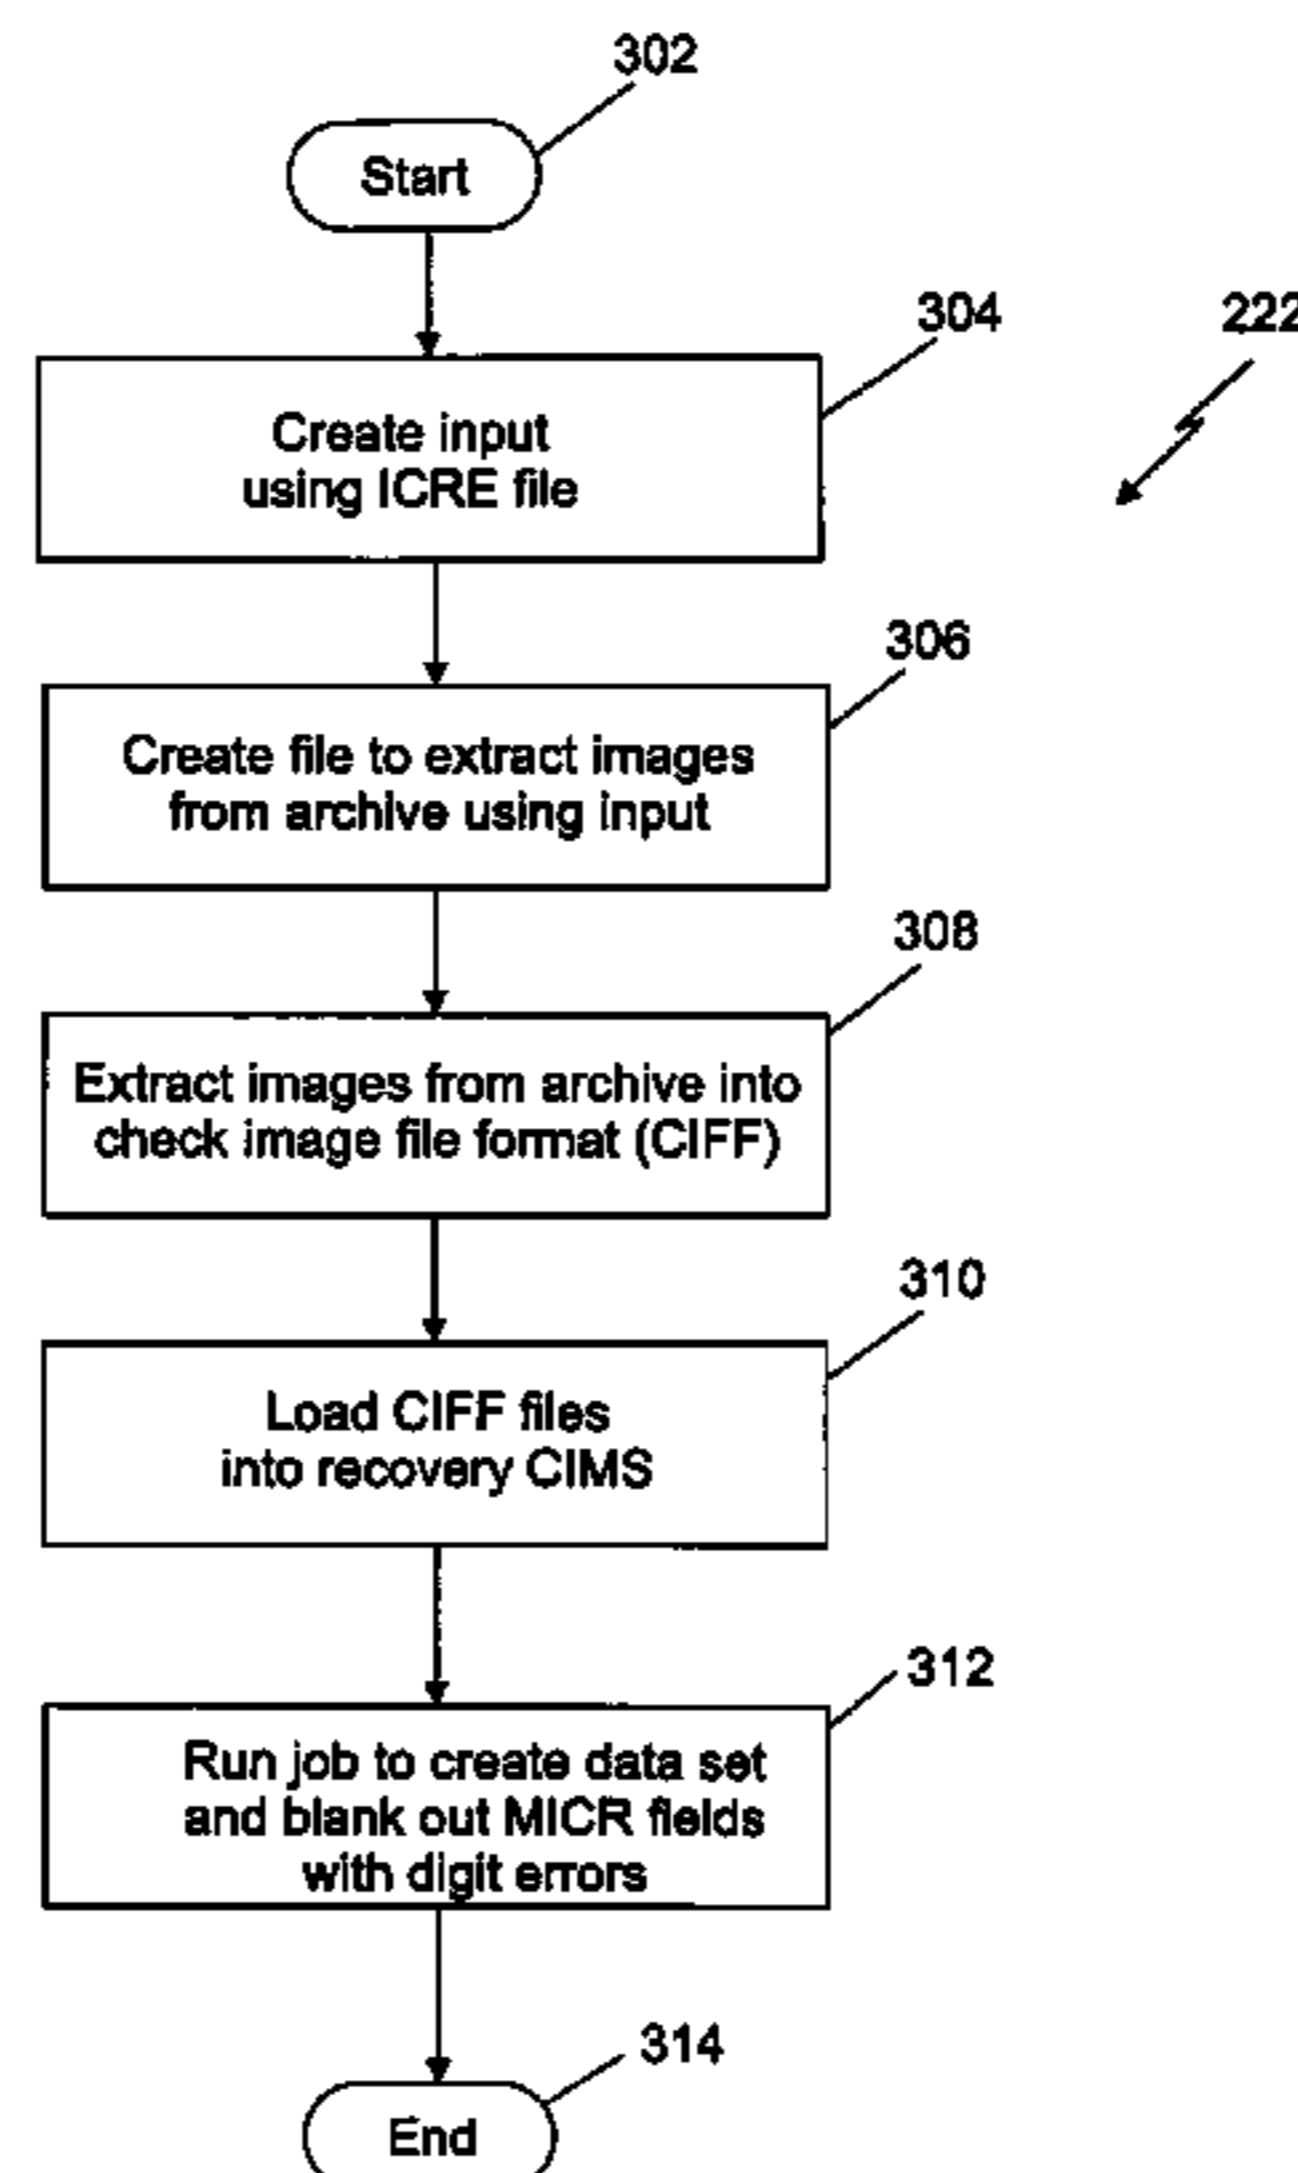 302
Start
304
222
Create input
using ICRE file
306
Create file to extract images
from archive using input
308
Extract images from archive into
check image file format (CIFF)
310
Load CIFF files
into recovery CIMS
312
Run job to create data set
and blank out MICR fields
with digit errors
314
End